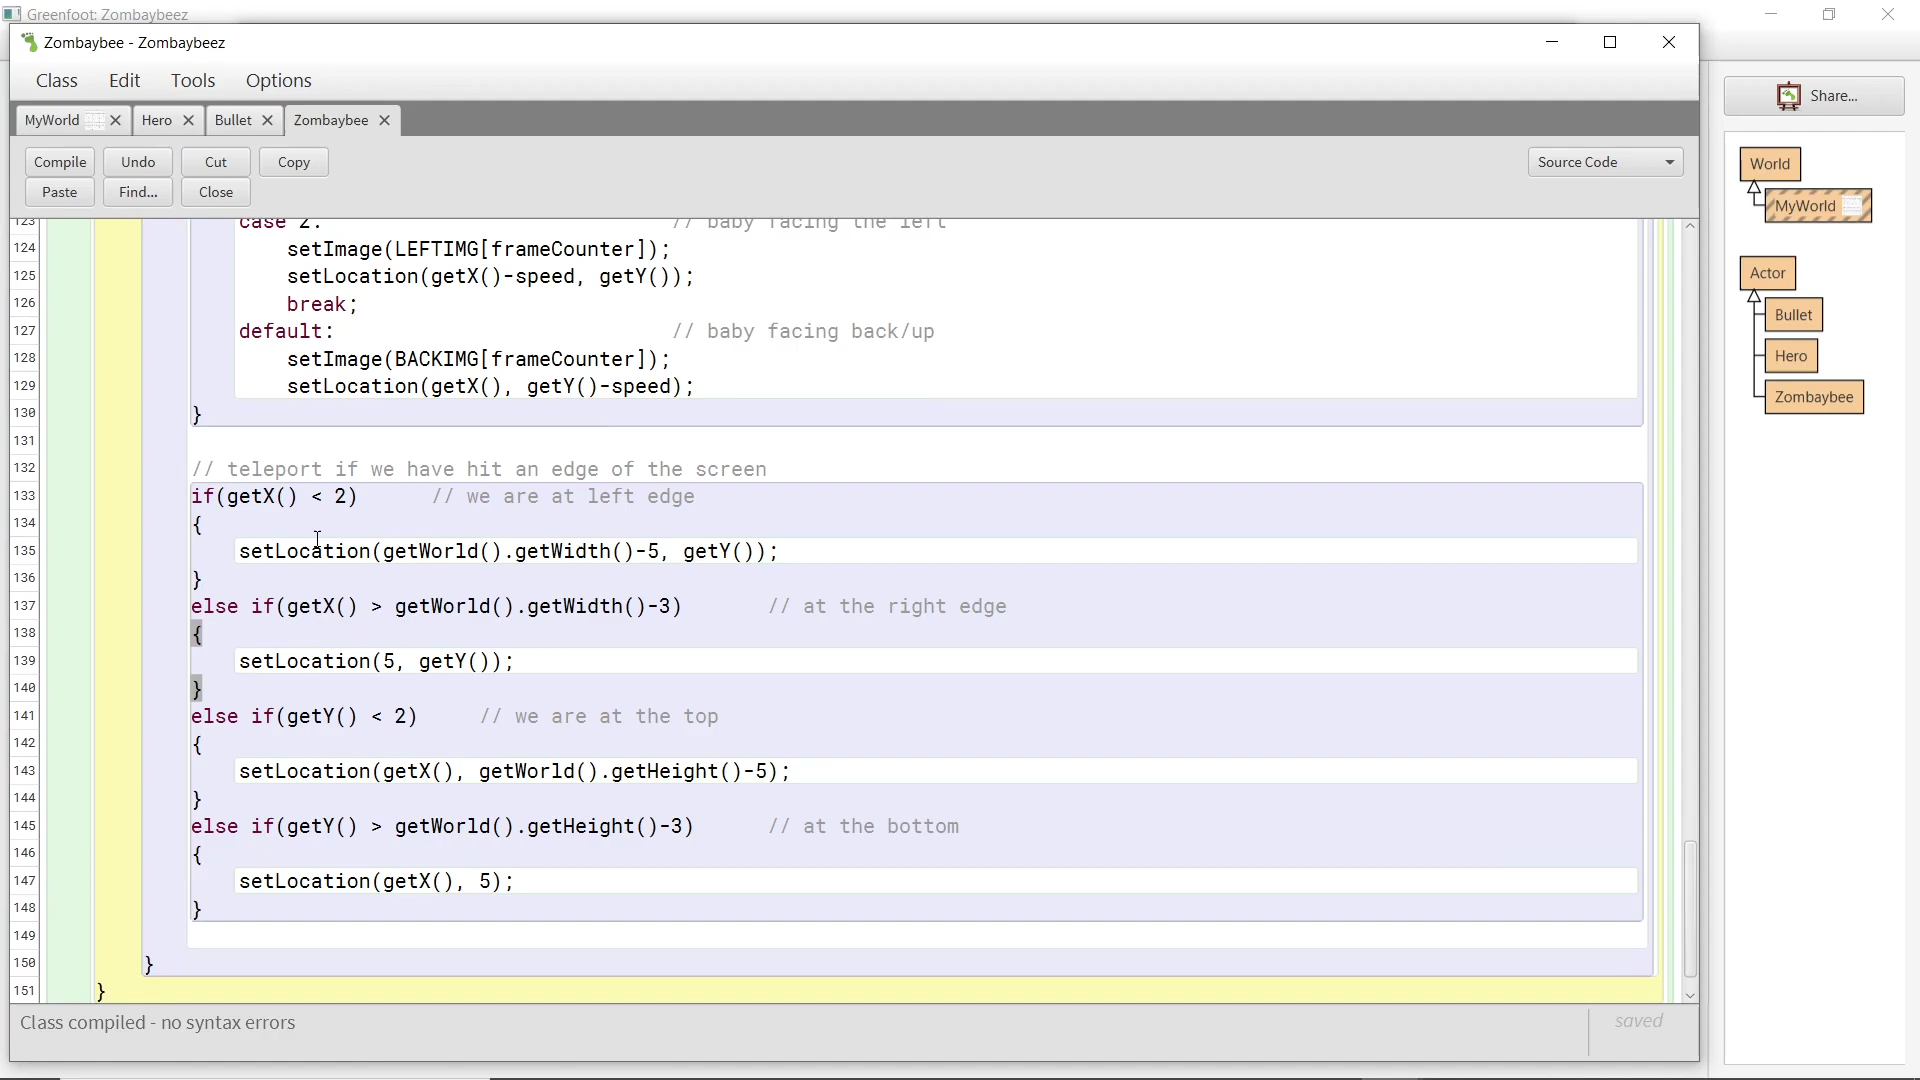 Greenfoot: Zombaybeez
Zombaybee - Zombaybeez
Class Edit Tools Options
MyWorld Hero Bullet Zombaybee
Compile Undo Cut Copy
Paste Find... Close
Source Code
123 case 2: // baby facing the left
124 setImage(LEFTIMG[frameCounter]);
125 setLocation(getX()-speed, getY());
126 break;
127 default: // baby facing back/up
128 setImage(BACKIMG[frameCounter]);
129 setLocation(getX(), getY()-speed);
130 }
131
132 // teleport if we have hit an edge of the screen
133 if(getX() < 2) // we are at left edge
134 {
135 setLocation(getWorld().getWidth()-5, getY());
136 }
137 else if(getX() > getWorld().getWidth()-3) // at the right edge
138 {
139 setLocation(5, getY());
140 }
141 else if(getY() < 2) // we are at the top
142 {
143 setLocation(getX(), getWorld().getHeight()-5);
144 }
145 else if(getY() > getWorld().getHeight()-3) // at the bottom
146 {
147 setLocation(getX(), 5);
148 }
149
150 }
151 }
Class compiled - no syntax errors
saved
Share...
World
MyWorld
Actor
Bullet
Hero
Zombaybee